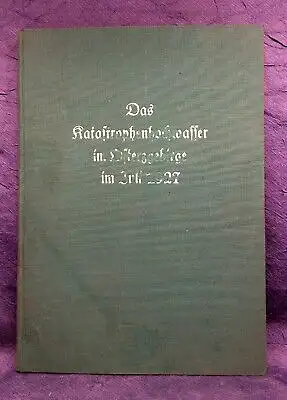 Das
Katastrophenhochwasser
im Osterzgebirge
im Juli 1927